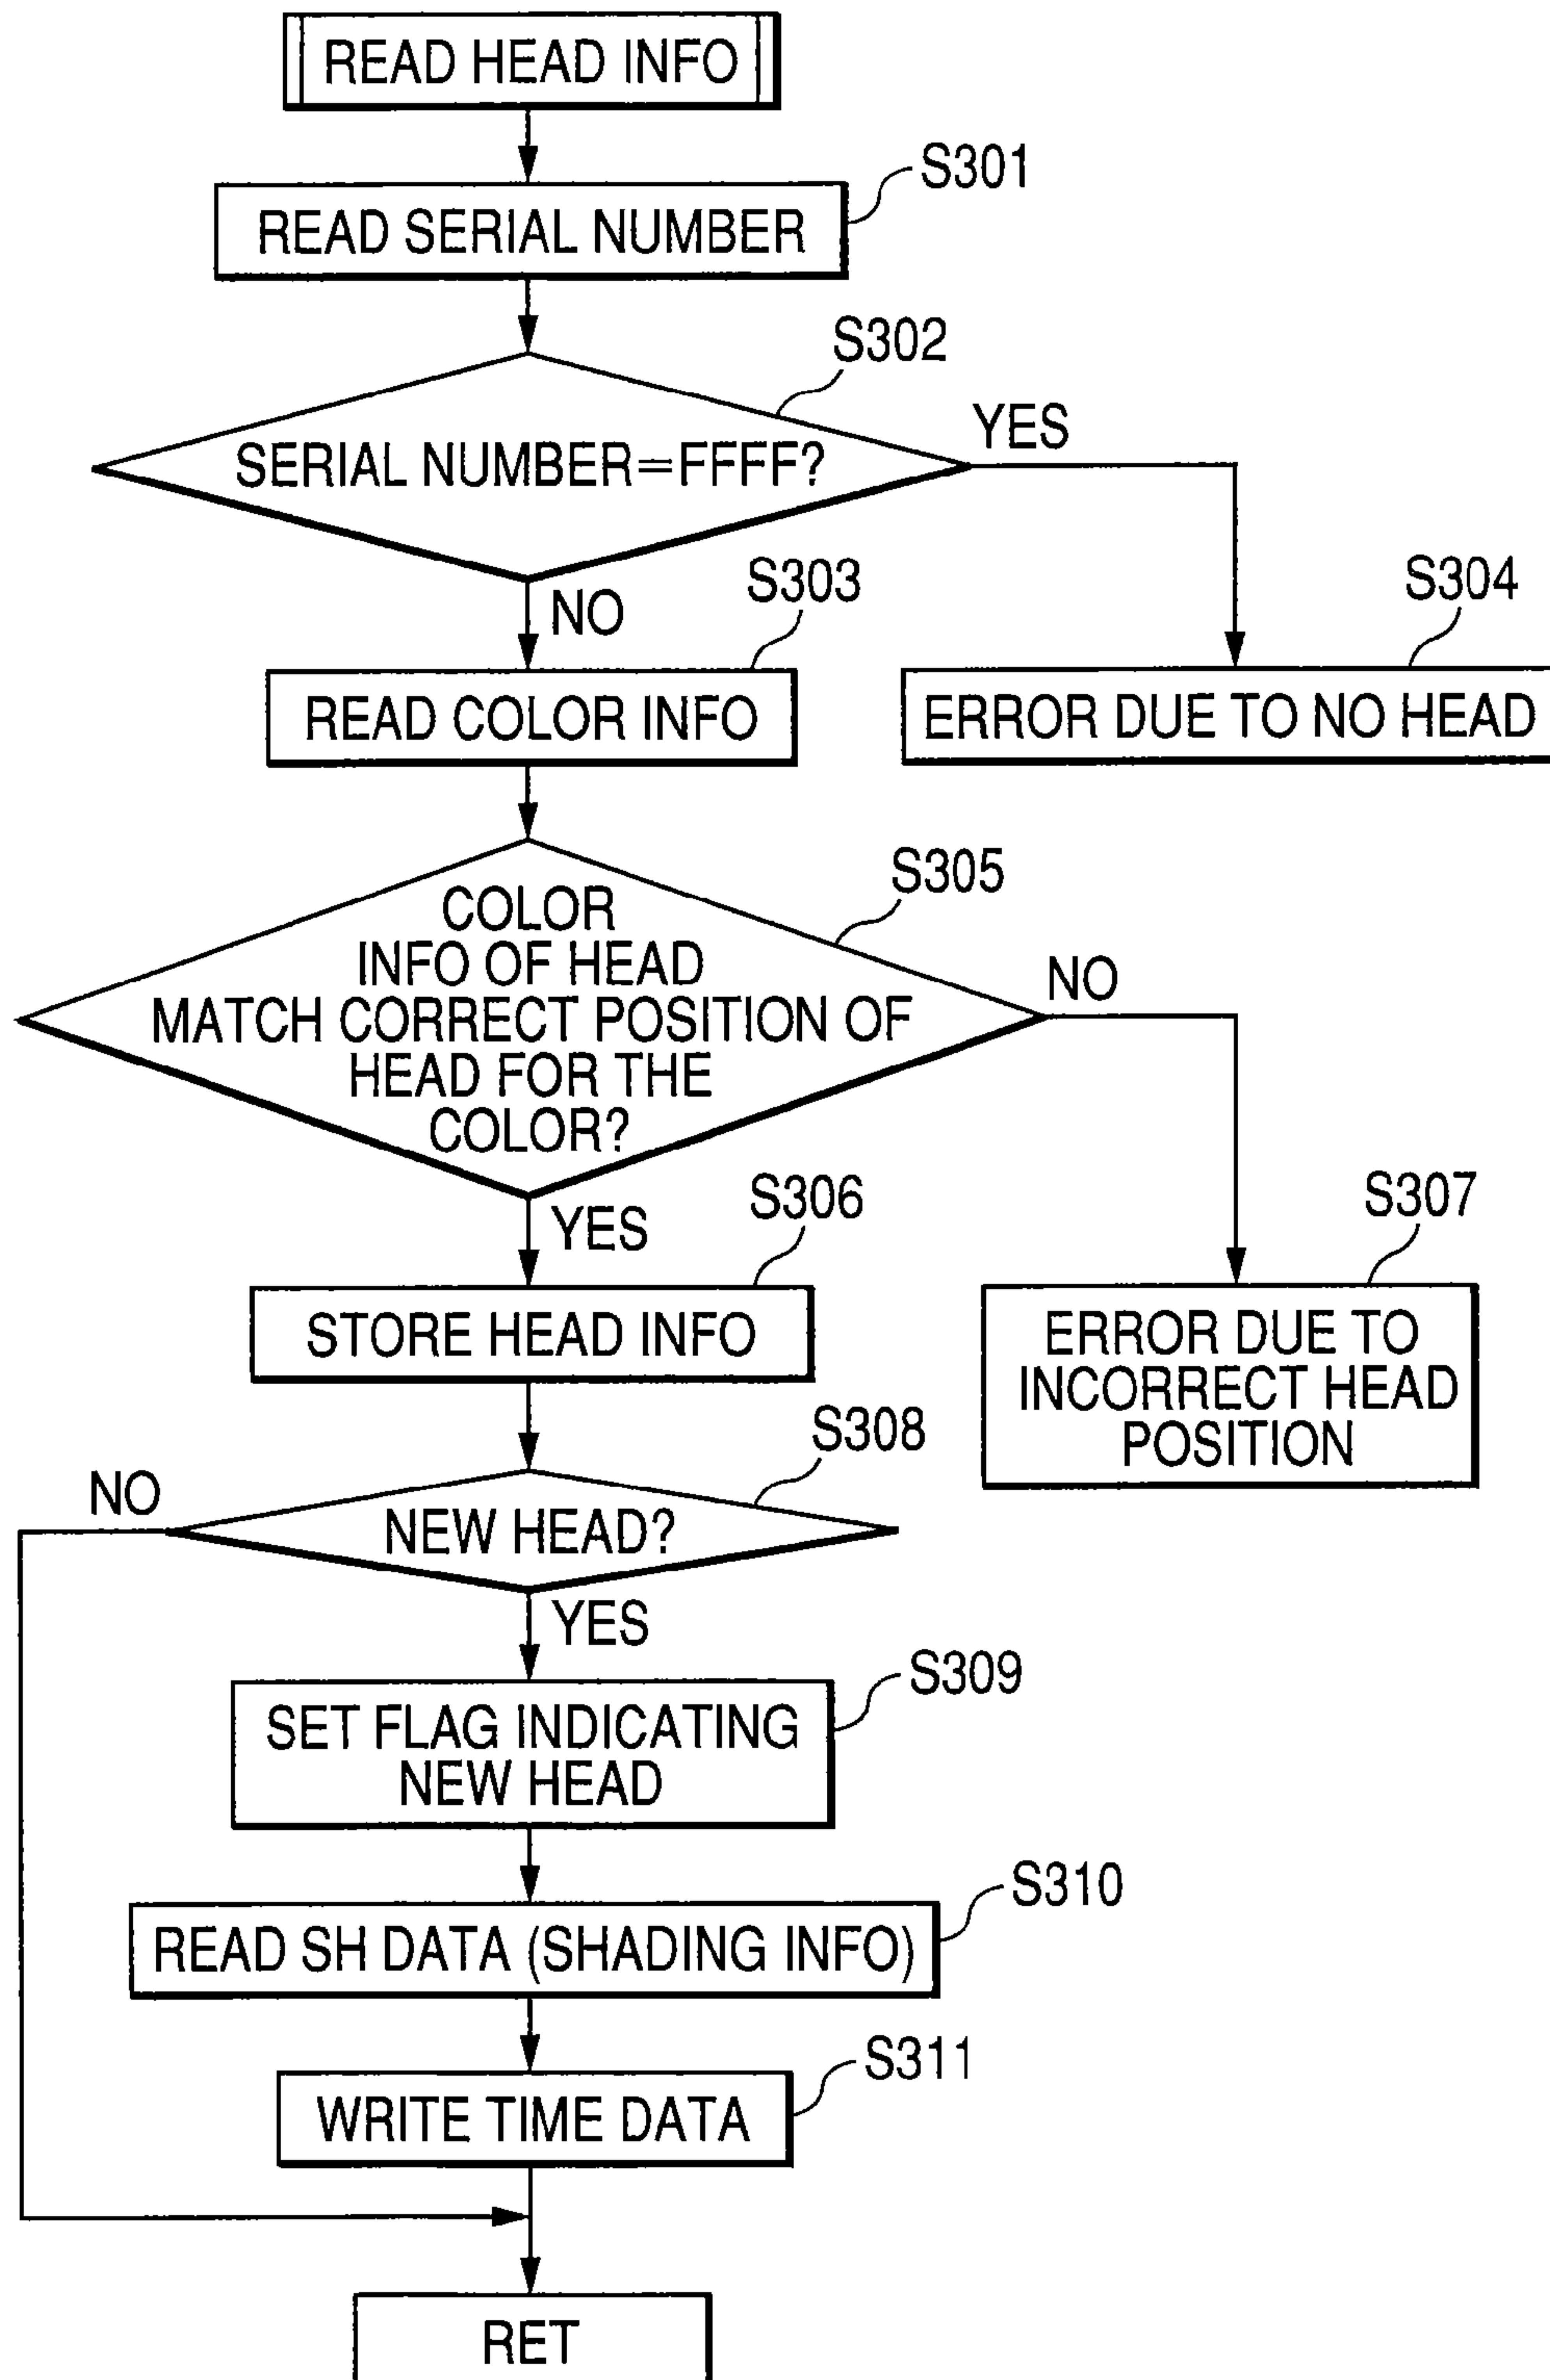 READ HEAD INFO
S301
READ SERIAL NUMBER
S302
SERIAL NUMBER=FFFF?
YES
NO
S303
READ COLOR INFO
S304
ERROR DUE TO NO HEAD
S305
COLOR
INFO OF HEAD
MATCH CORRECT POSITION OF
HEAD FOR THE
COLOR?
NO
YES
S306
STORE HEAD INFO
S307
ERROR DUE TO
INCORRECT HEAD
POSITION
S308
NEW HEAD?
NO
YES
S309
SET FLAG INDICATING
NEW HEAD
S310
READ SH DATA (SHADING INFO)
S311
WRITE TIME DATA
RET